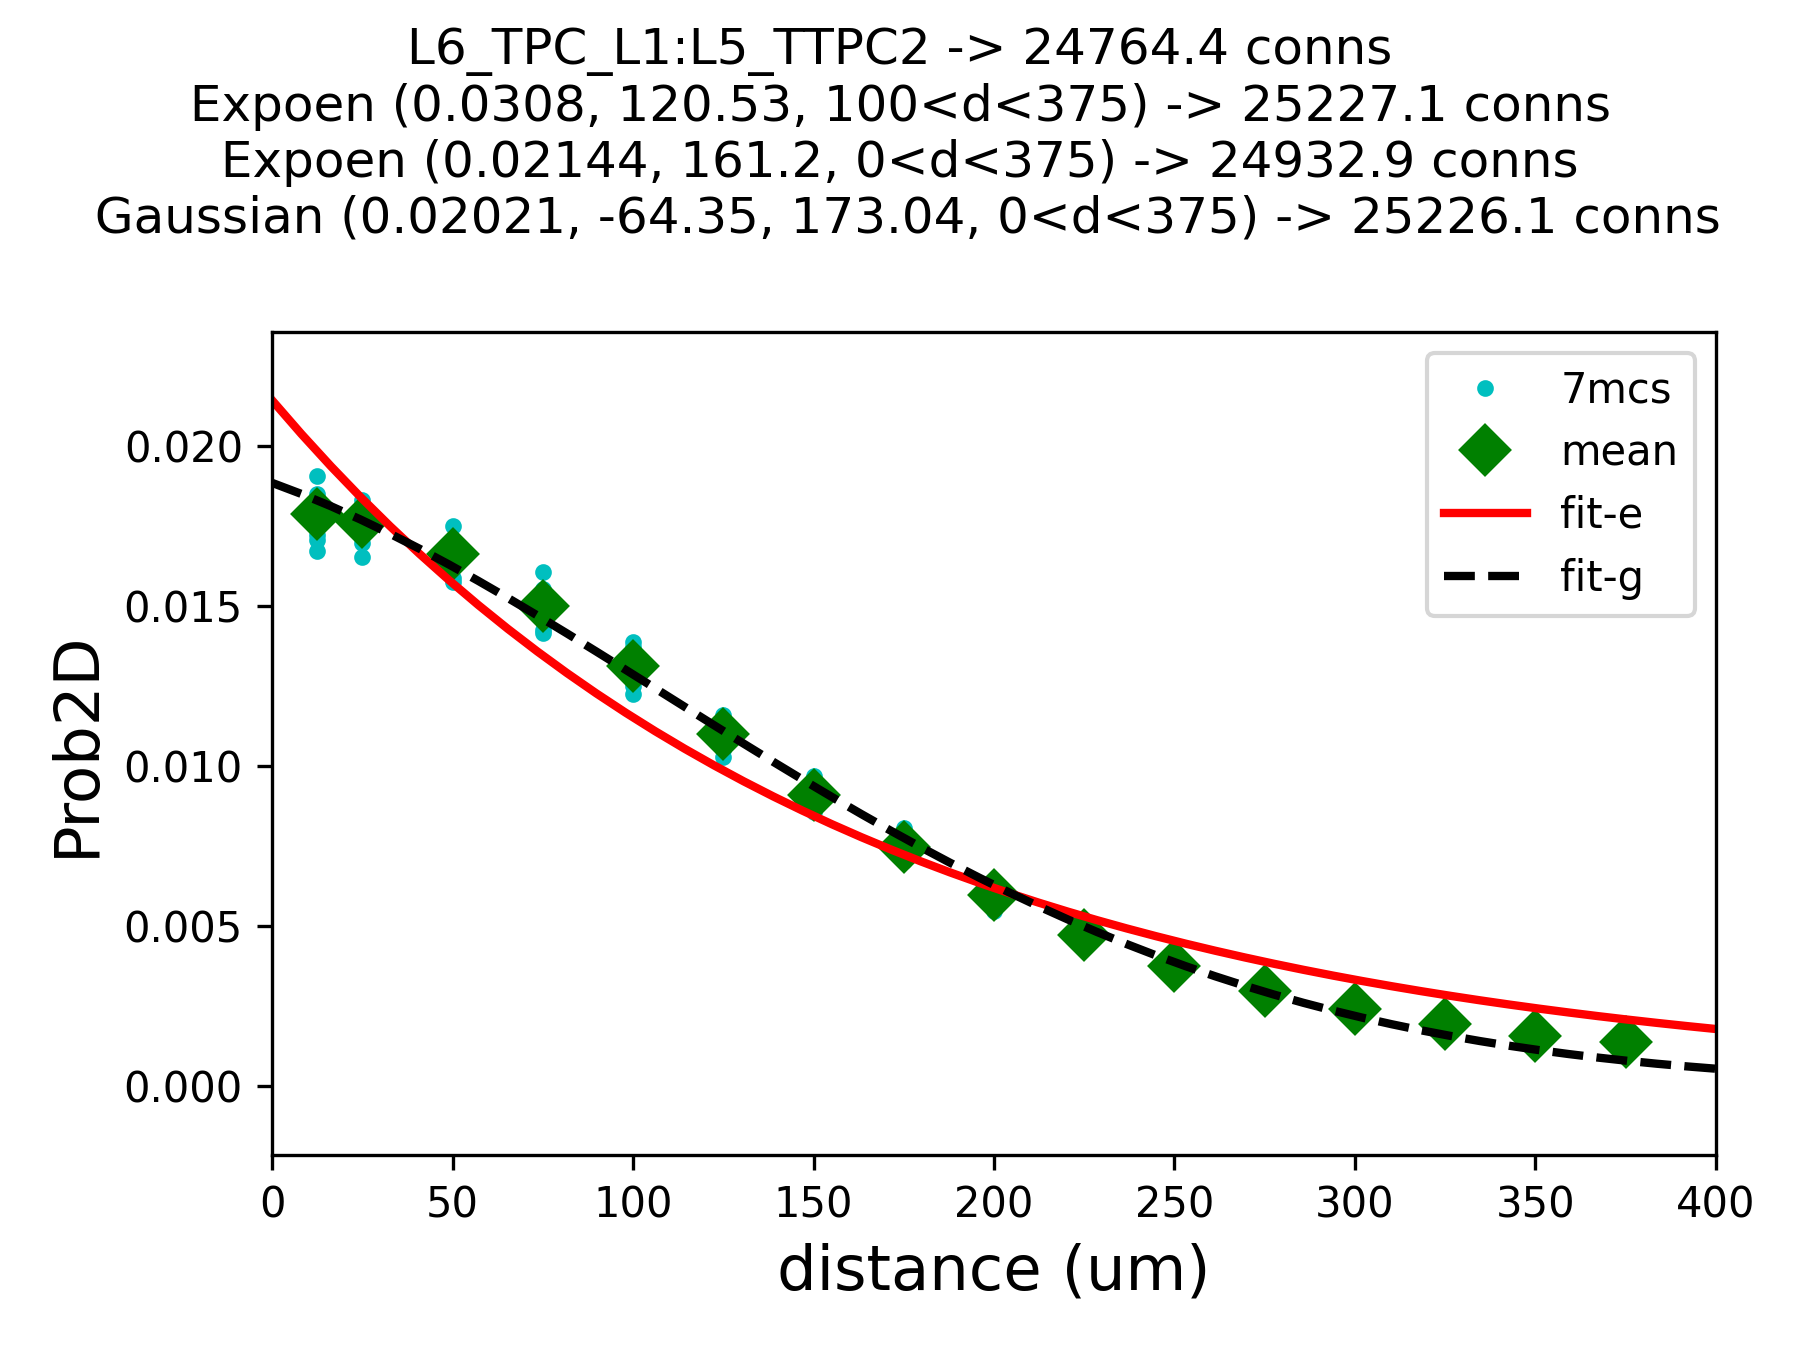 L6_TPC_L1:L5_TTPC2 -> 24764.4 conns
Expoen (0.0308, 120.53, 100<d<375) -> 25227.1 conns
Expoen (0.02144, 161.2, 0<d<375) -> 24932.9 conns
Gaussian (0.02021, -64.35, 173.04, 0<d<375) -> 25226.1 conns
7mcs
mean
fit-e
fit-g
Prob2D
0.020
0.015
0.010
0.005
0.000
0 50 100 150 200 250 300 350 400
distance (um)